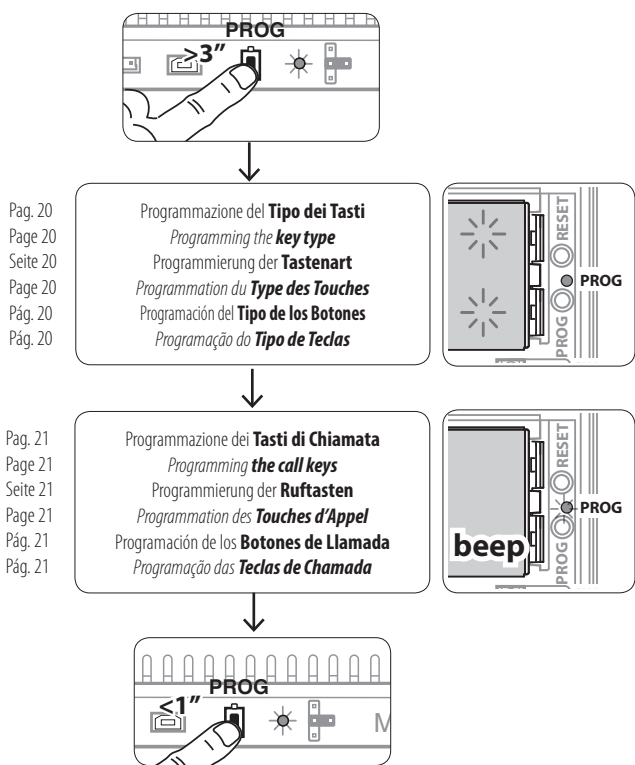 PROG
>3"
Pag. 20 Programmazione del Tipo dei Tasti
Page 20 Programming the key type
Seite 20 Programmierung der Tastenart
Page 20 Programmation du Type des Touches
Pág. 20 Programación del Tipo de los Botones
Pág. 20 Programação do Tipo de Teclas
RESET
PROG
PROG
Pag. 21 Programmazione dei Tasti di Chiamata
Page 21 Programming the call keys
Seite 21 Programmierung der Ruftasten
Page 21 Programmation des Touches d'Appel
Pág. 21 Programación de los Botones de Llamada
Pág. 21 Programação das Teclas de Chamada
RESET
PROG
beep
PROG
PROG
<1"
M